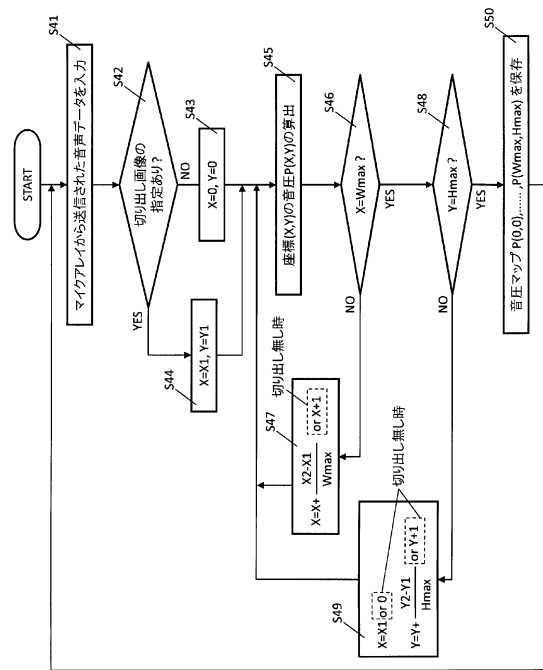 START
S41
マイクアレイから送信された音声データを入力
S42
切り出し画像の
指定あり？
YES
NO
S43
X=0, Y=0
S44
X=X1, Y=Y1
S45
座標(X,Y)の音圧P(X,Y)の算出
S46
X=Wmax ?
NO
YES
S47
切り出し無し時
X=X+ X2-X1 or X+1
Wmax
S48
Y=Hmax ?
NO
YES
S49
切り出し無し時
X=X1 or 0
Y=Y+ Y2-Y1 or Y+1
Hmax
S50
音圧マップ P(0,0),......,P(Wmax,Hmax) を保存